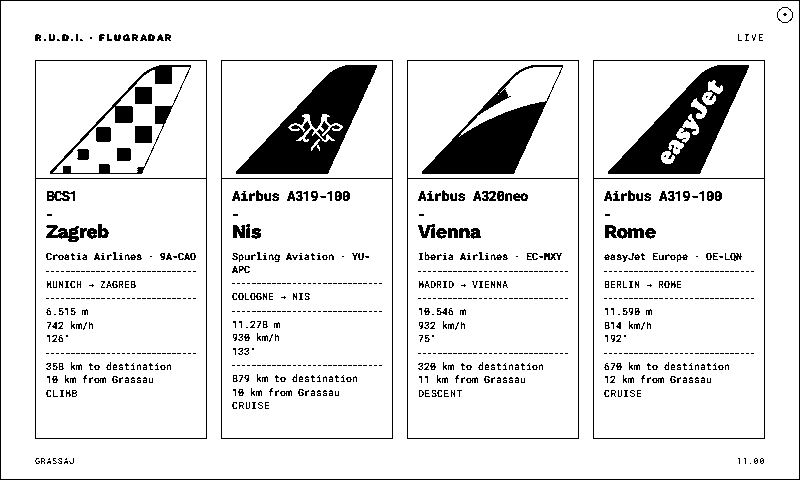 R.U.D.I. · FLUGRADAR
LIVE
BCS1
-
Zagreb
Croatia Airlines · 9A-CAO
MUNICH → ZAGREB
6.515 m
742 km/h
126°
358 km to destination
10 km from Grassau
CLIMB
Airbus A319-100
-
Nis
Spurling Aviation · YU-
APC
COLOGNE → NIS
11.278 m
930 km/h
133°
879 km to destination
10 km from Grassau
CRUISE
Airbus A320neo
-
Vienna
Iberia Airlines · EC-MXY
MADRID → VIENNA
10.546 m
932 km/h
75°
320 km to destination
11 km from Grassau
DESCENT
easyJet
Airbus A319-100
-
Rome
easyJet Europe · OE-LQN
BERLIN → ROME
11.590 m
814 km/h
192°
670 km to destination
12 km from Grassau
CRUISE
GRASSAU
11.00